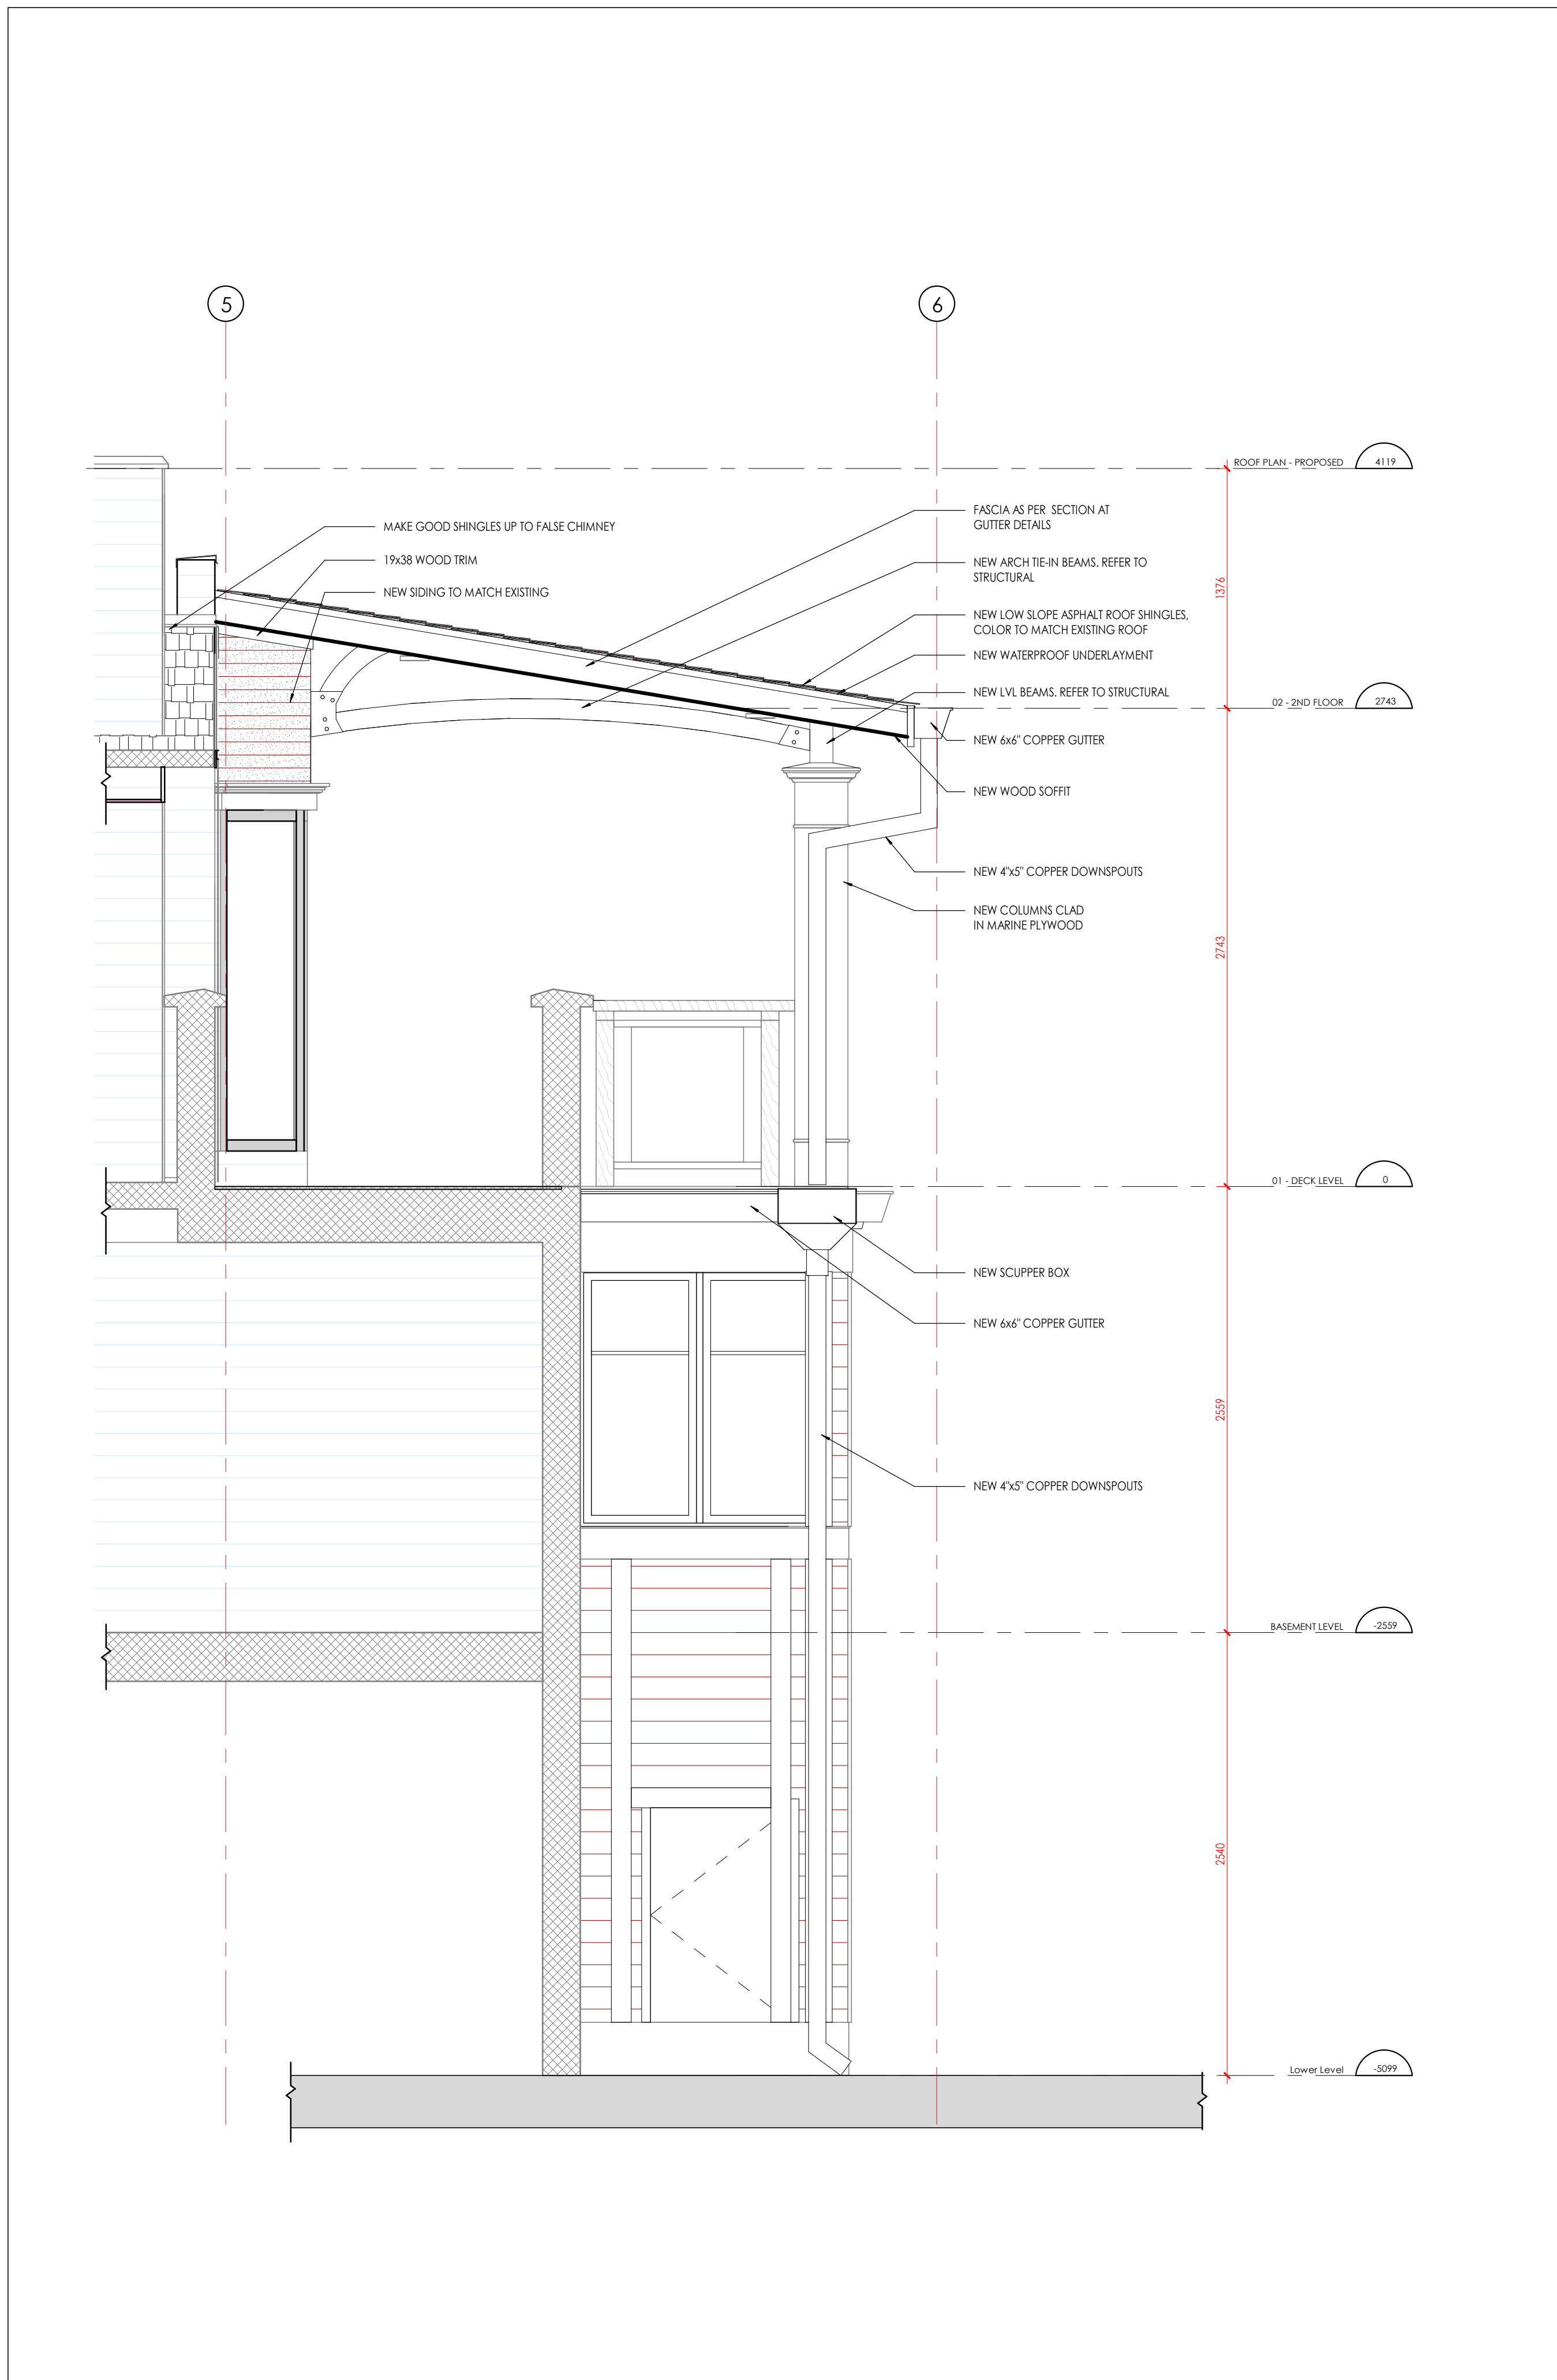 5
6
ROOF PLAN - PROPOSED 4119
MAKE GOOD SHINGLES UP TO FALSE CHIMNEY
19x38 WOOD TRIM
NEW SIDING TO MATCH EXISTING
FASCIA AS PER SECTION AT
GUTTER DETAILS
NEW ARCH TIE-IN BEAMS. REFER TO
STRUCTURAL
NEW LOW SLOPE ASPHALT ROOF SHINGLES,
COLOR TO MATCH EXISTING ROOF
NEW WATERPROOF UNDERLAYMENT
NEW LVL BEAMS. REFER TO STRUCTURAL
1376
02 - 2ND FLOOR 2743
NEW 6x6" COPPER GUTTER
NEW WOOD SOFFIT
NEW 4"x5" COPPER DOWNSPOUTS
NEW COLUMNS CLAD
IN MARINE PLYWOOD
2743
01 - DECK LEVEL 0
NEW SCUPPER BOX
NEW 6x6" COPPER GUTTER
2559
NEW 4"x5" COPPER DOWNSPOUTS
BASEMENT LEVEL -2559
2540
Lower Level -5099